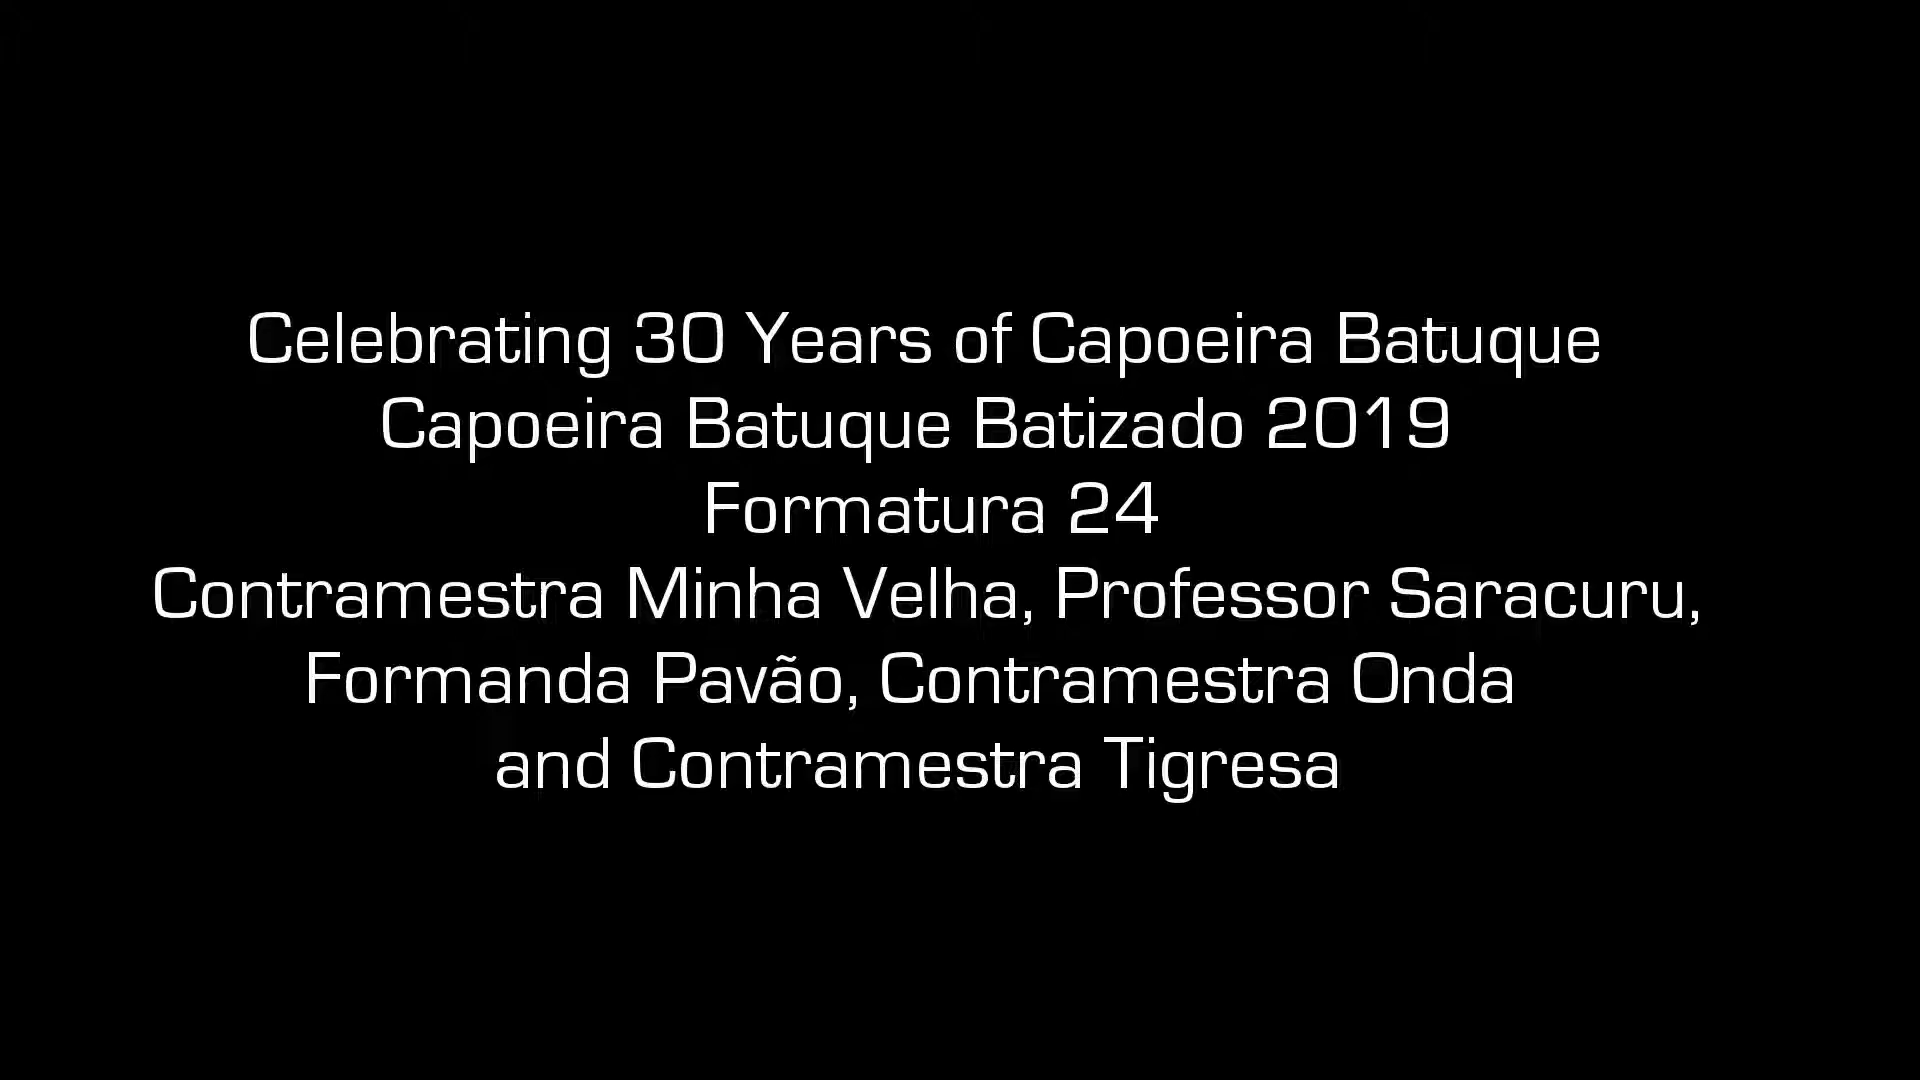 Celebrating 30 Years of Capoeira Batuque
Capoeira Batuque Batizado 2019
Formatura 24
Contramestra Minha Velha, Professor Saracuru,
Formanda Pavão, Contramestra Onda
and Contramestra Tigresa